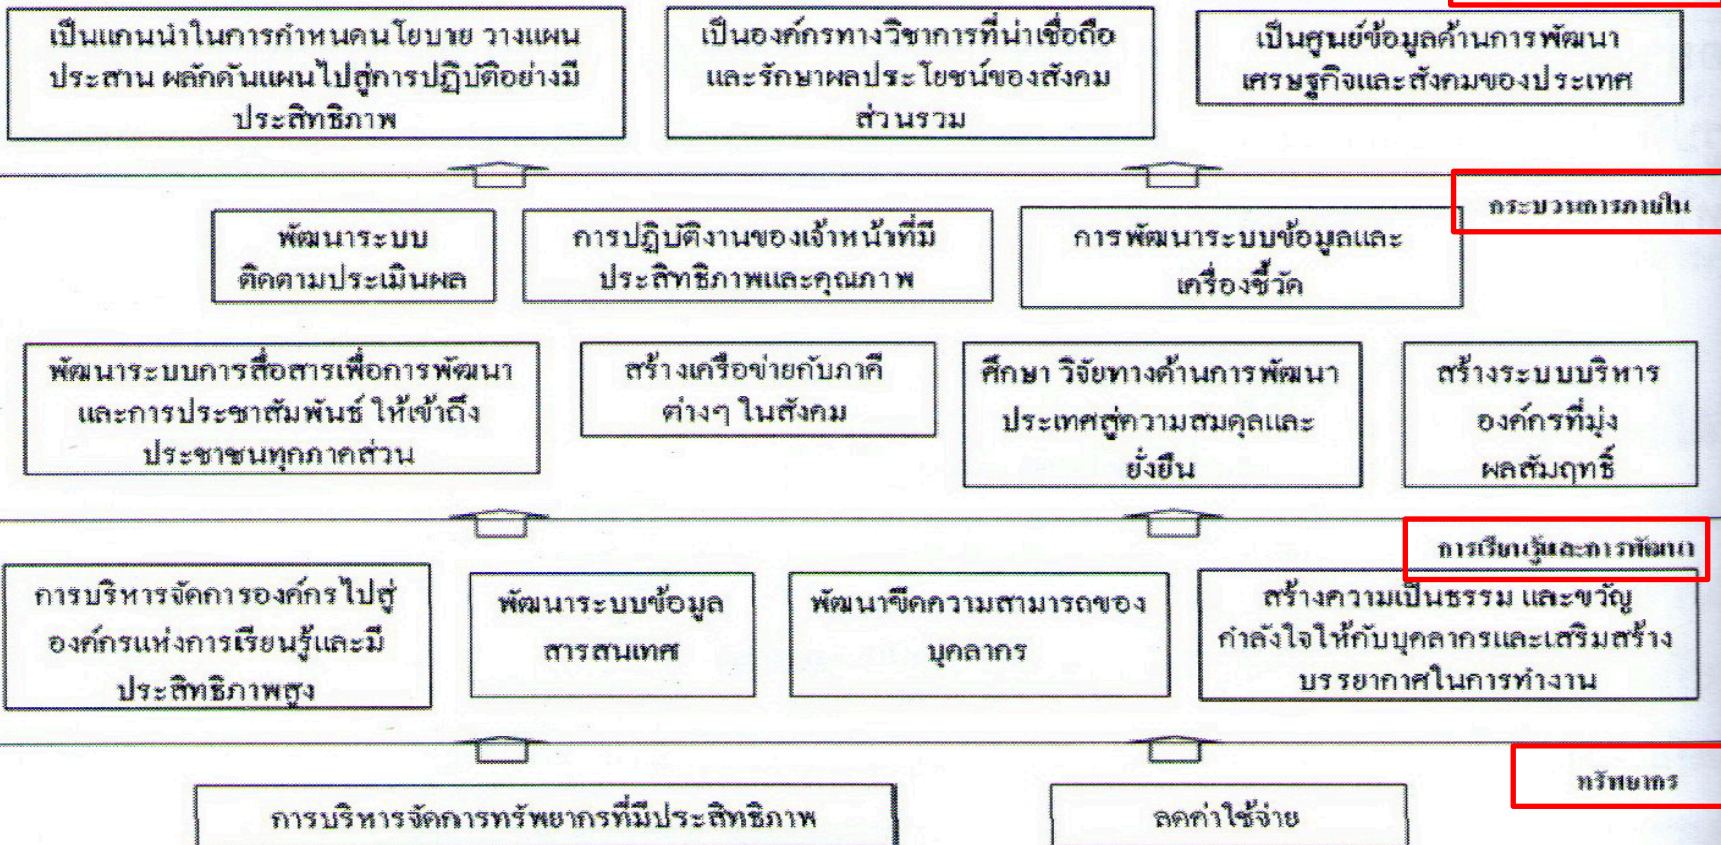 เป็นแกนนำในการกำหนดนโยบาย วางแผน
ประสาน ผลักดันแผนไปสู่การปฏิบัติอย่างมี
ประสิทธิภาพ
เป็นองค์กรทางวิชาการที่น่าเชื่อถือ
และรักษาผลประโยชน์ของสังคม
ส่วนรวม
เป็นศูนย์ข้อมูลด้านการพัฒนา
เศรษฐกิจและสังคมของประเทศ
กระบวนการภายใน
พัฒนาระบบ
ติดตามประเมินผล
การปฏิบัติงานของเจ้าหน้าที่มี
ประสิทธิภาพและคุณภาพ
การพัฒนาระบบข้อมูลและ
เครื่องชี้วัด
พัฒนาระบบการสื่อสารเพื่อการพัฒนา
และการประชาสัมพันธ์ ให้เข้าถึง
ประชาชนทุกภาคส่วน
สร้างเครือข่ายกับภาคี
ต่างๆ ในสังคม
ศึกษา วิจัยทางด้านการพัฒนา
ประเทศสู่ความสมดุลและ
ยั่งยืน
สร้างระบบบริหาร
องค์กรที่มุ่ง
ผลสัมฤทธิ์
การเรียนรู้และการพัฒนา
การบริหารจัดการองค์กรไปสู่
องค์กรแห่งการเรียนรู้และมี
ประสิทธิภาพสูง
พัฒนาระบบข้อมูล
สารสนเทศ
พัฒนาขีดความสามารถของ
บุคลากร
สร้างความเป็นธรรม และขวัญ
กำลังใจให้กับบุคลากรและเสริมสร้าง
บรรยากาศในการทำงาน
ทรัพยากร
การบริหารจัดการทรัพยากรที่มีประสิทธิภาพ
ลดค่าใช้จ่าย